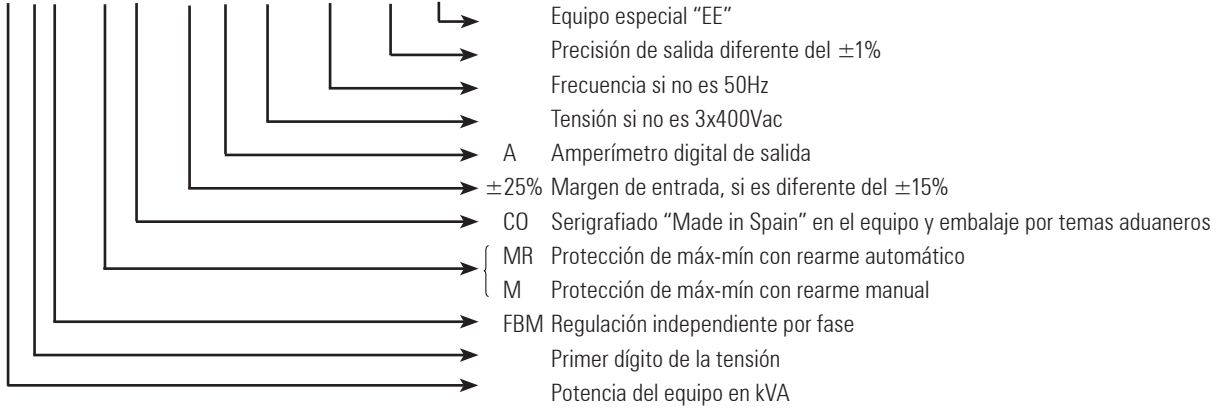 Equipo especial “EE”
Precisión de salida diferente del ±1%
Frecuencia si no es 50Hz
Tensión si no es 3x400Vac
A Amperímetro digital de salida
±25% Margen de entrada, si es diferente del ±15%
CO Serigrafiado “Made in Spain” en el equipo y embalaje por temas aduaneros
MR Protección de máx-mín con rearme automático
M Protección de máx-mín con rearme manual
FBM Regulación independiente por fase
Primer dígito de la tensión
Potencia del equipo en kVA